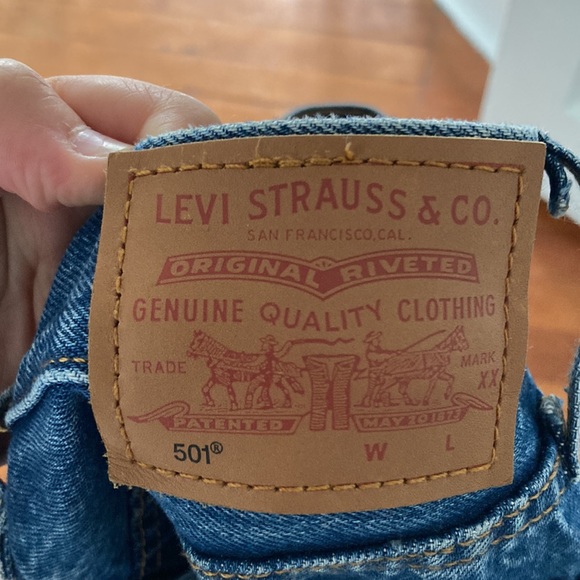 LEVI STRAUSS & CO.
SAN FRANCISCO, CAL.
ORIGINAL RIVETED
GENUINE QUALITY CLOTHING
TRADE MARK
XX
PATENTED MAY 20 1873
501® W L